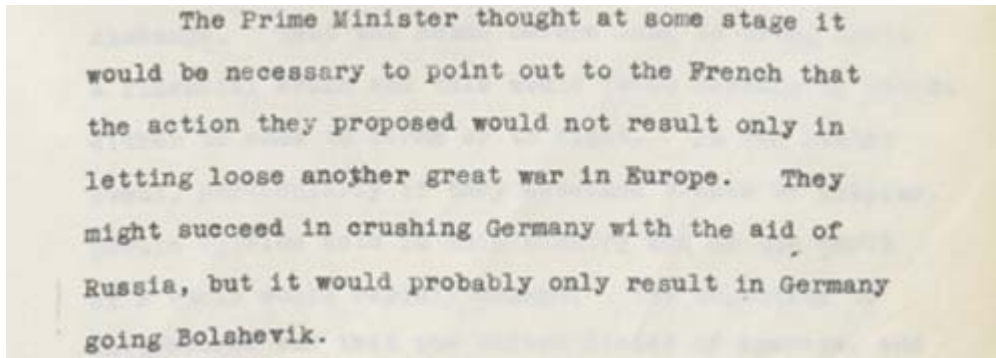 The Prime Minister thought at some stage it
would be necessary to point out to the French that
the action they proposed would not result only in
letting loose another great war in Europe. They
might succeed in crushing Germany with the aid of
Russia, but it would probably only result in Germany
going Bolshevik.